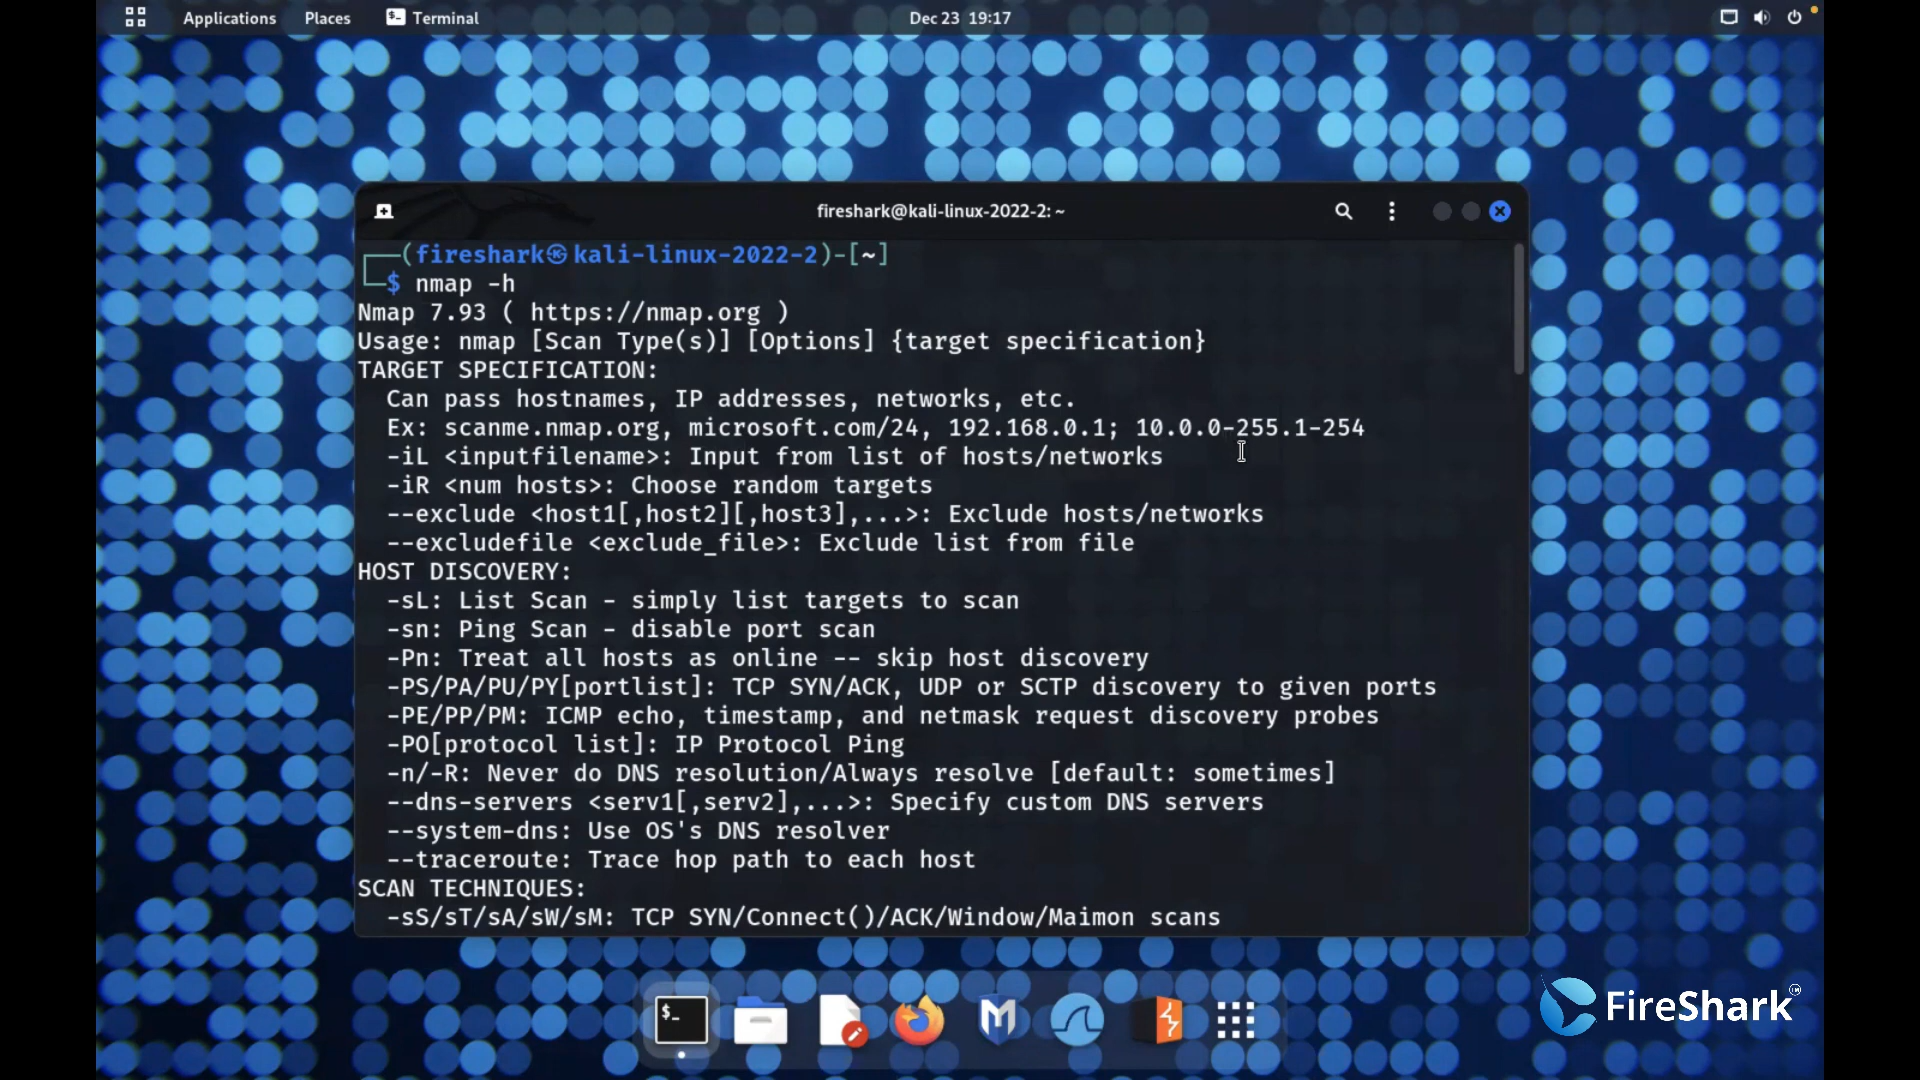 Applications Places Terminal Dec 23 19:17
fireshark@kali-linux-2022-2: ~
┌──(fireshark㉿kali-linux-2022-2)-[~]
└─$ nmap -h
Nmap 7.93 ( https://nmap.org )
Usage: nmap [Scan Type(s)] [Options] {target specification}
TARGET SPECIFICATION:
  Can pass hostnames, IP addresses, networks, etc.
  Ex: scanme.nmap.org, microsoft.com/24, 192.168.0.1; 10.0.0-255.1-254
  -iL <inputfilename>: Input from list of hosts/networks
  -iR <num hosts>: Choose random targets
  --exclude <host1[,host2][,host3],...>: Exclude hosts/networks
  --excludefile <exclude_file>: Exclude list from file
HOST DISCOVERY:
  -sL: List Scan - simply list targets to scan
  -sn: Ping Scan - disable port scan
  -Pn: Treat all hosts as online -- skip host discovery
  -PS/PA/PU/PY[portlist]: TCP SYN/ACK, UDP or SCTP discovery to given ports
  -PE/PP/PM: ICMP echo, timestamp, and netmask request discovery probes
  -PO[protocol list]: IP Protocol Ping
  -n/-R: Never do DNS resolution/Always resolve [default: sometimes]
  --dns-servers <serv1[,serv2],...>: Specify custom DNS servers
  --system-dns: Use OS's DNS resolver
  --traceroute: Trace hop path to each host
SCAN TECHNIQUES:
  -sS/sT/sA/sW/sM: TCP SYN/Connect()/ACK/Window/Maimon scans
FireShark™